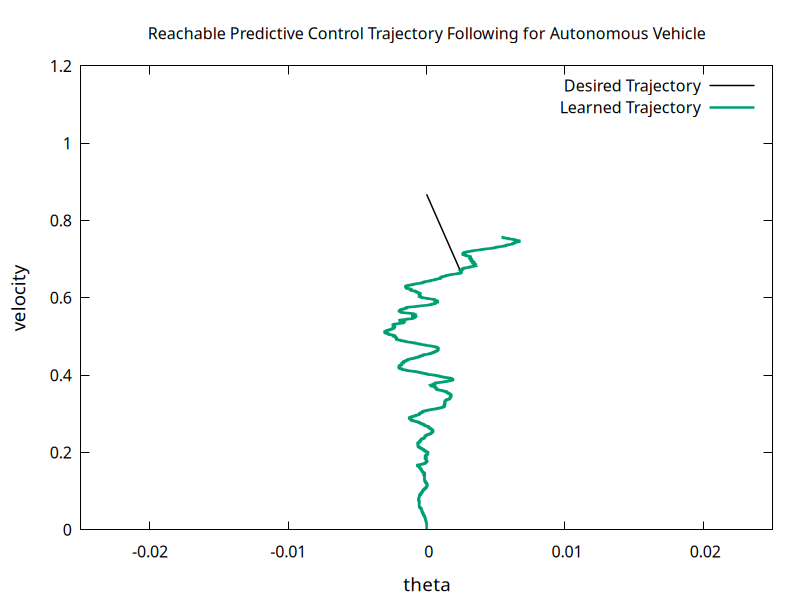 Reachable Predictive Control Trajectory Following for Autonomous Vehicle
Desired Trajectory
Learned Trajectory
1.2
1
0.8
0.6
0.4
0.2
0
velocity
-0.02 -0.01 0 0.01 0.02
theta